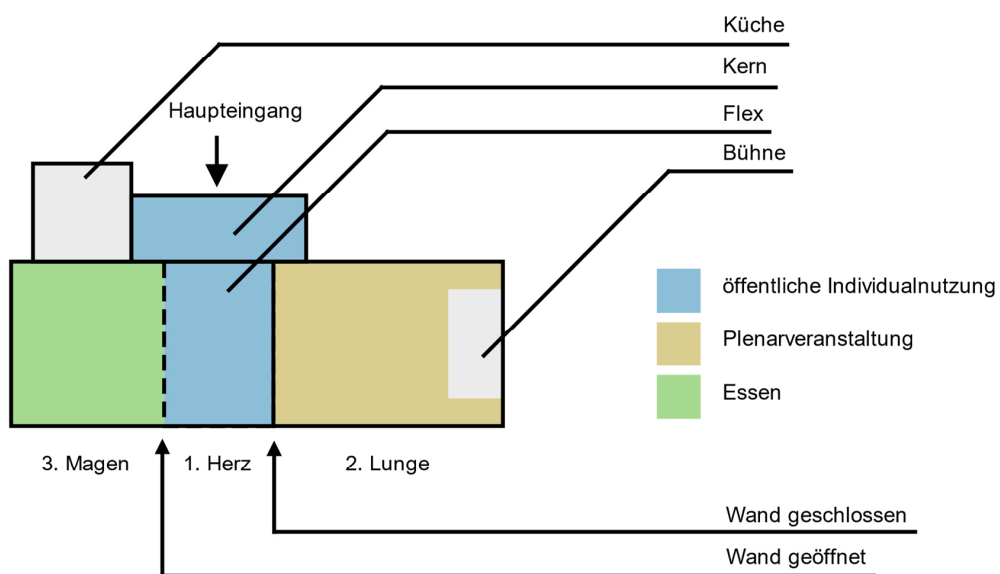 Küche
Kern
Haupteingang
Flex
Bühne
öffentliche Individualnutzung
Plenarveranstaltung
Essen
3. Magen
1. Herz
2. Lunge
Wand geschlossen
Wand geöffnet